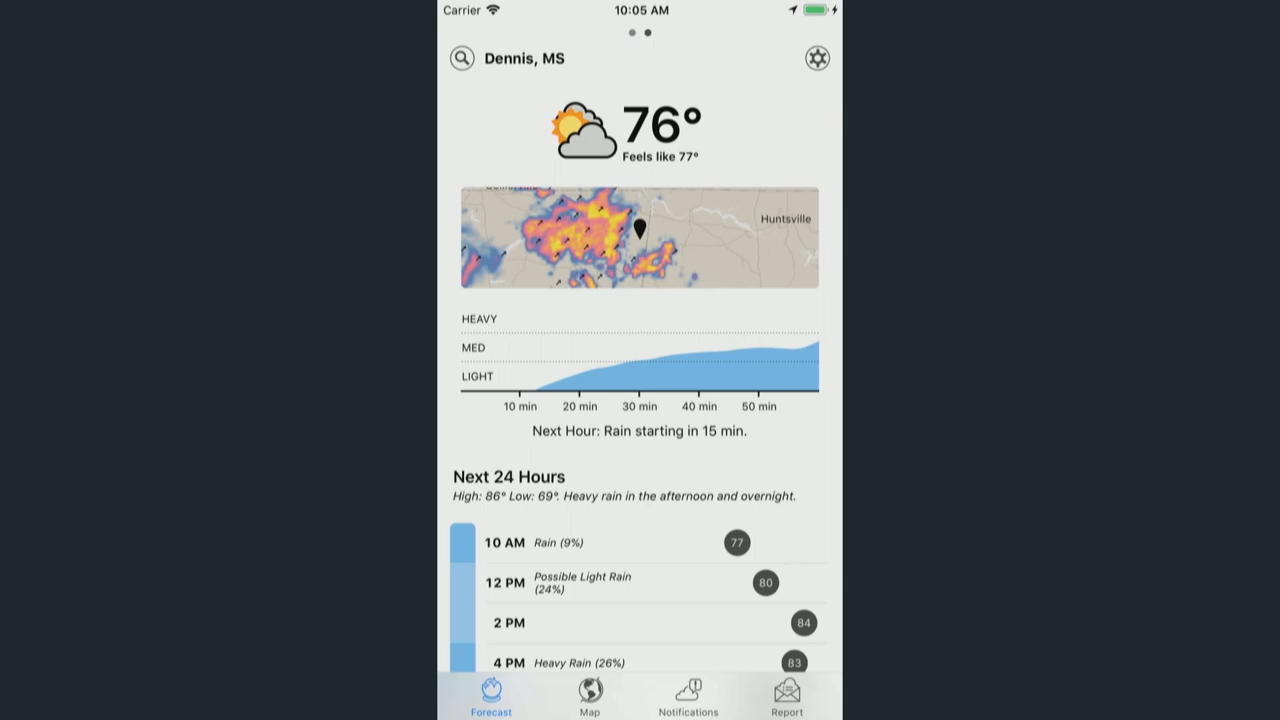 Carrier 10:05 AM
Dennis, MS
76°
Feels like 77°
Huntsville
HEAVY
MED
LIGHT
10 min 20 min 30 min 40 min 50 min
Next Hour: Rain starting in 15 min.
Next 24 Hours
High: 86° Low: 69°. Heavy rain in the afternoon and overnight.
10 AM Rain (9%) 77
12 PM Possible Light Rain (24%) 80
2 PM 84
4 PM Heavy Rain (26%) 83
Forecast Map Notifications Report